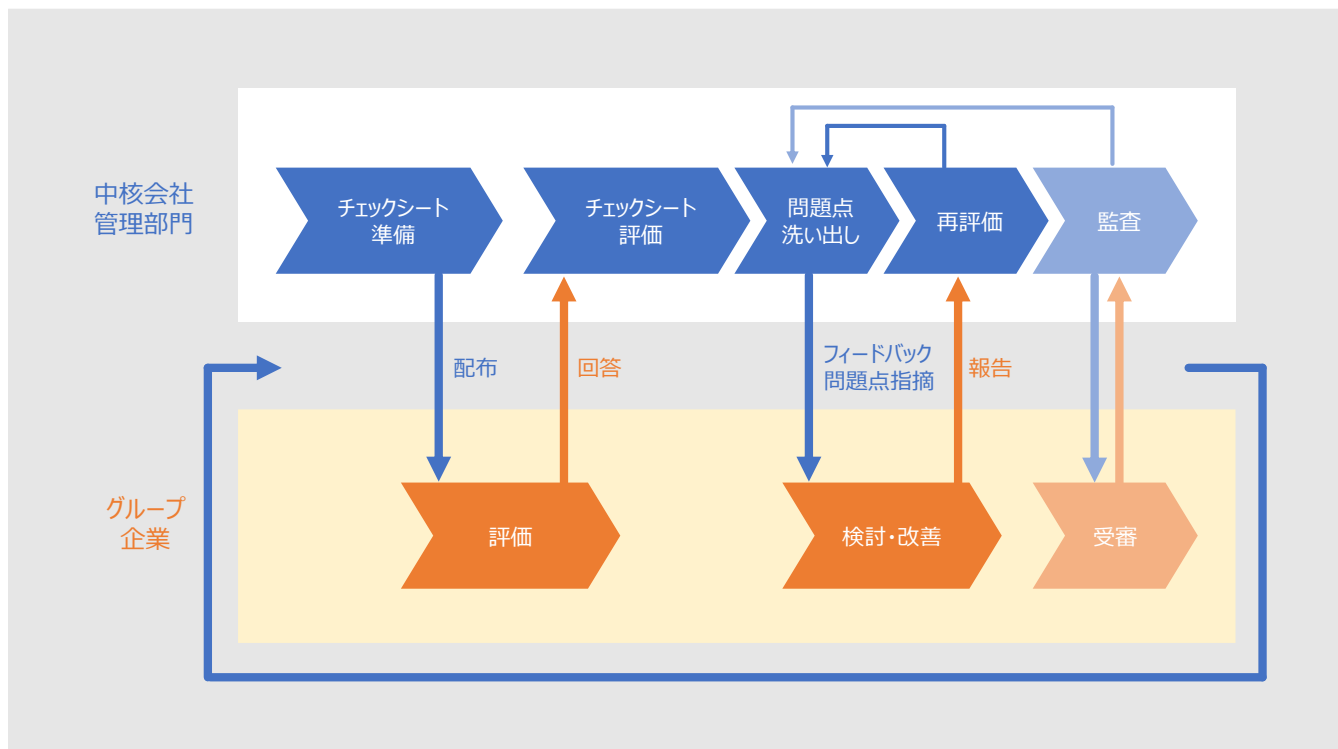 中核会社
管理部門
チェックシート
準備
チェックシート
評価
問題点
洗い出し
再評価
監査
配布
回答
フィードバック
問題点指摘
報告
グループ
企業
評価
検討・改善
受審